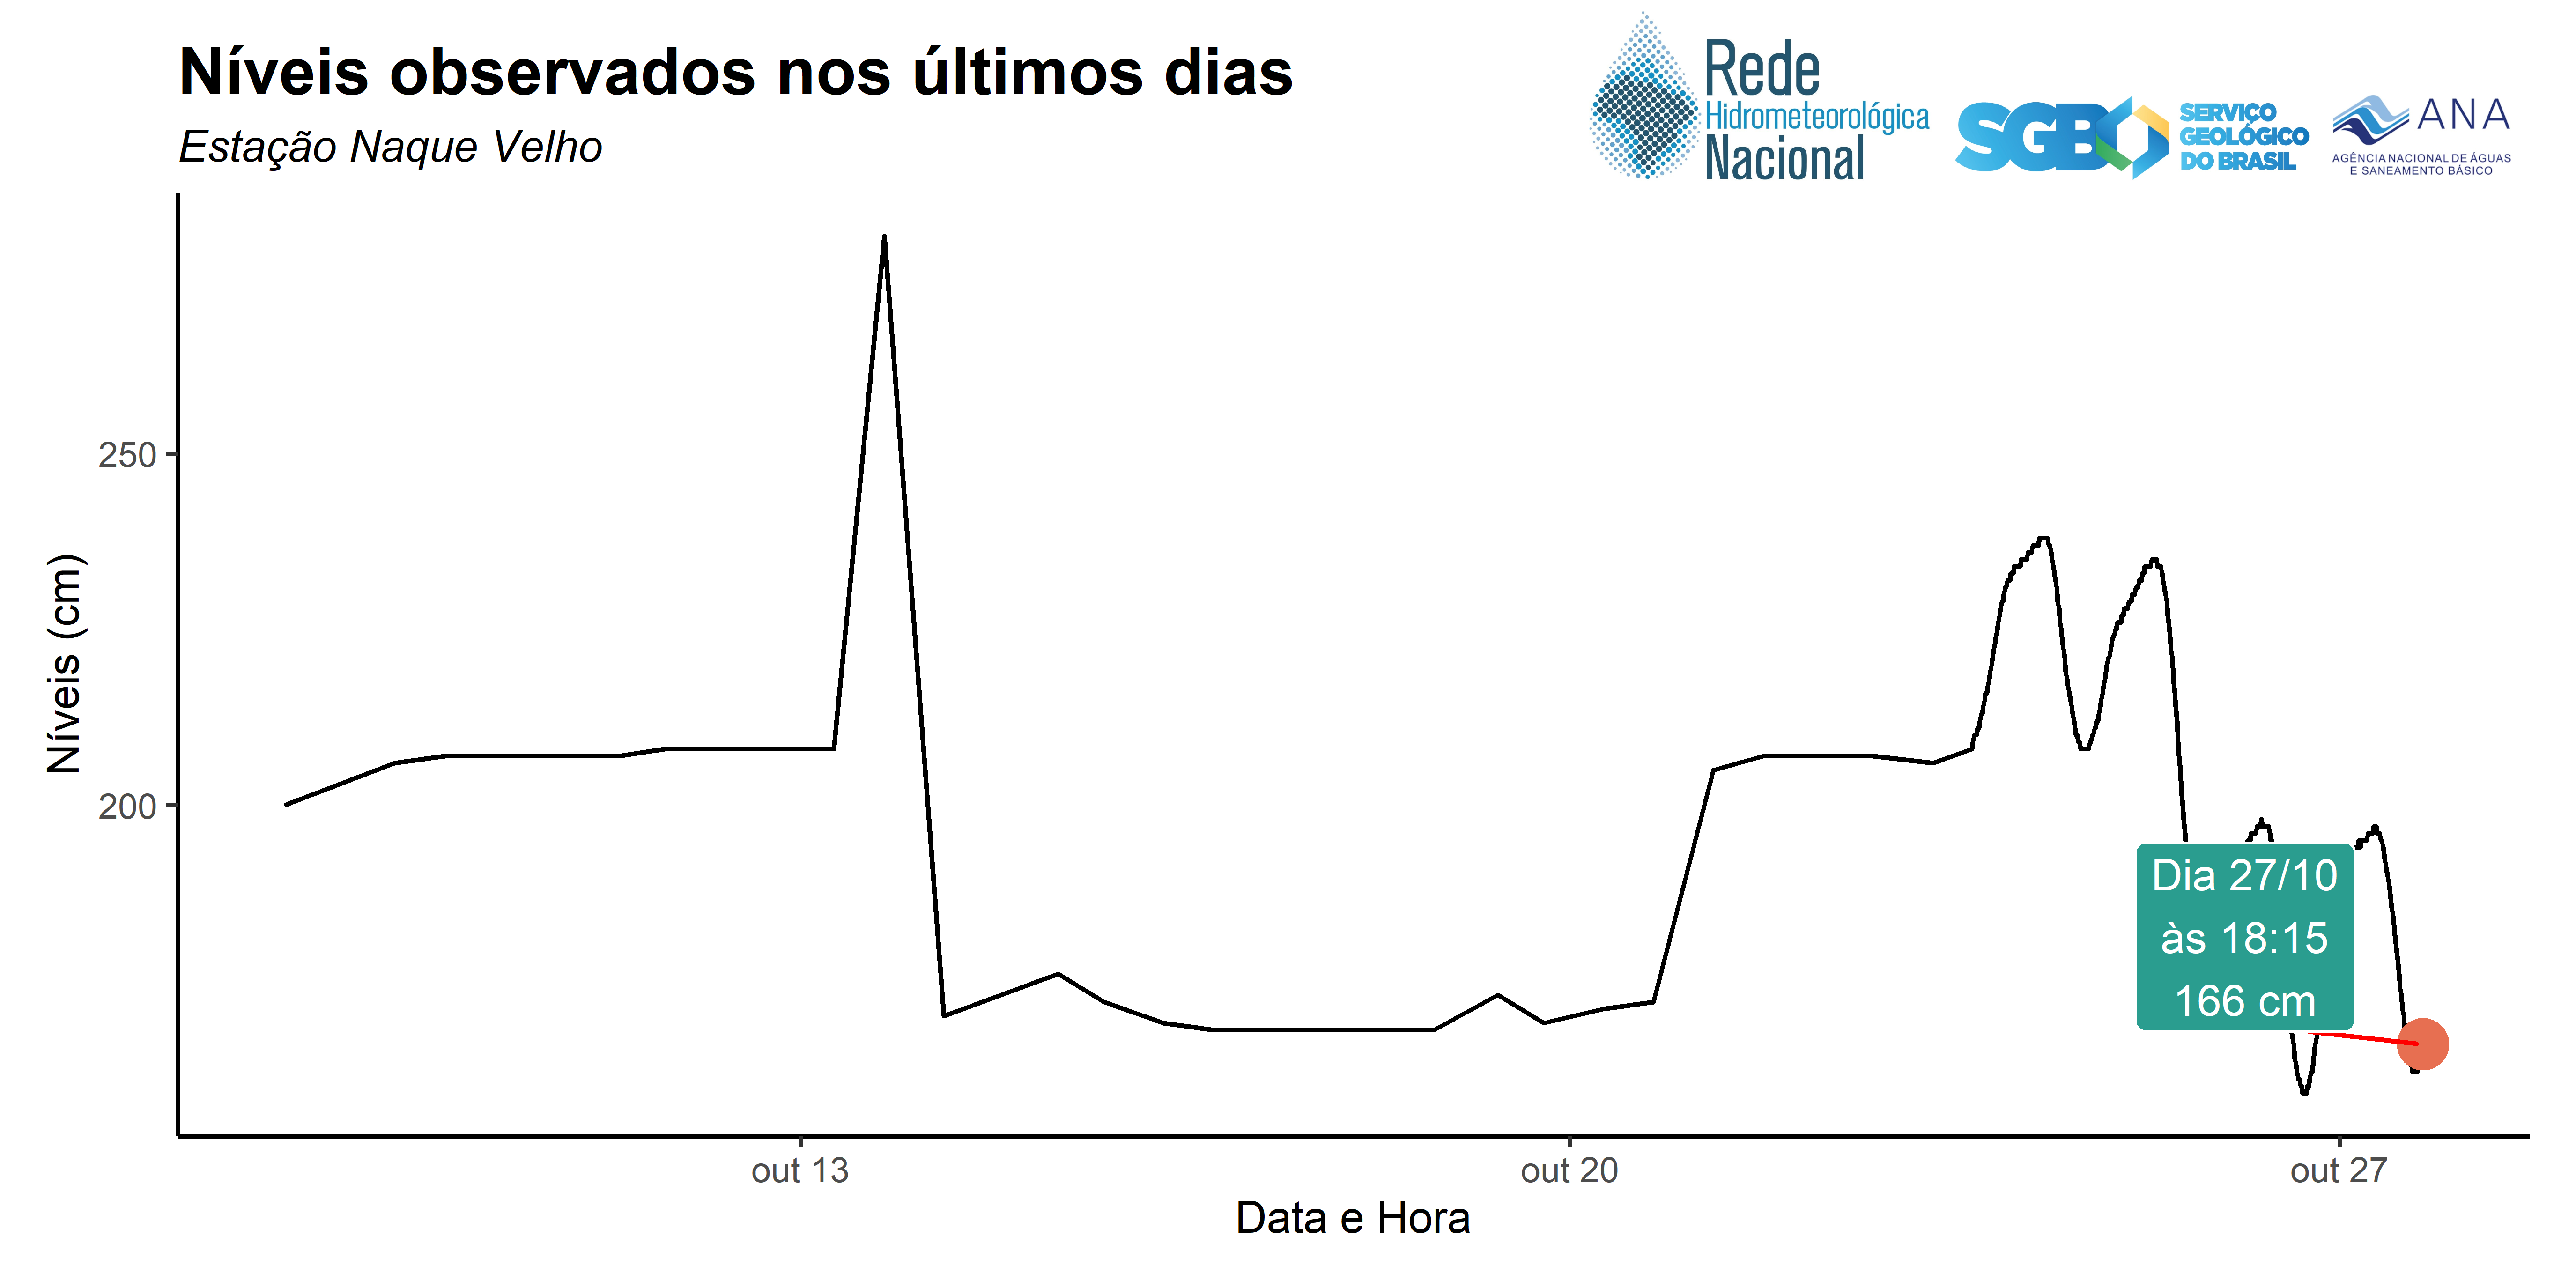 Níveis observados nos últimos dias
Estação Naque Velho
Rede
Hidrometeorológica
Nacional
SGB
SERVIÇO
GEOLÓGICO
DO BRASIL
ANA
AGÊNCIA NACIONAL DE ÁGUAS
E SANEAMENTO BÁSICO
Níveis (cm)
250
200
Dia 27/10
às 18:15
166 cm
out 13
out 20
out 27
Data e Hora